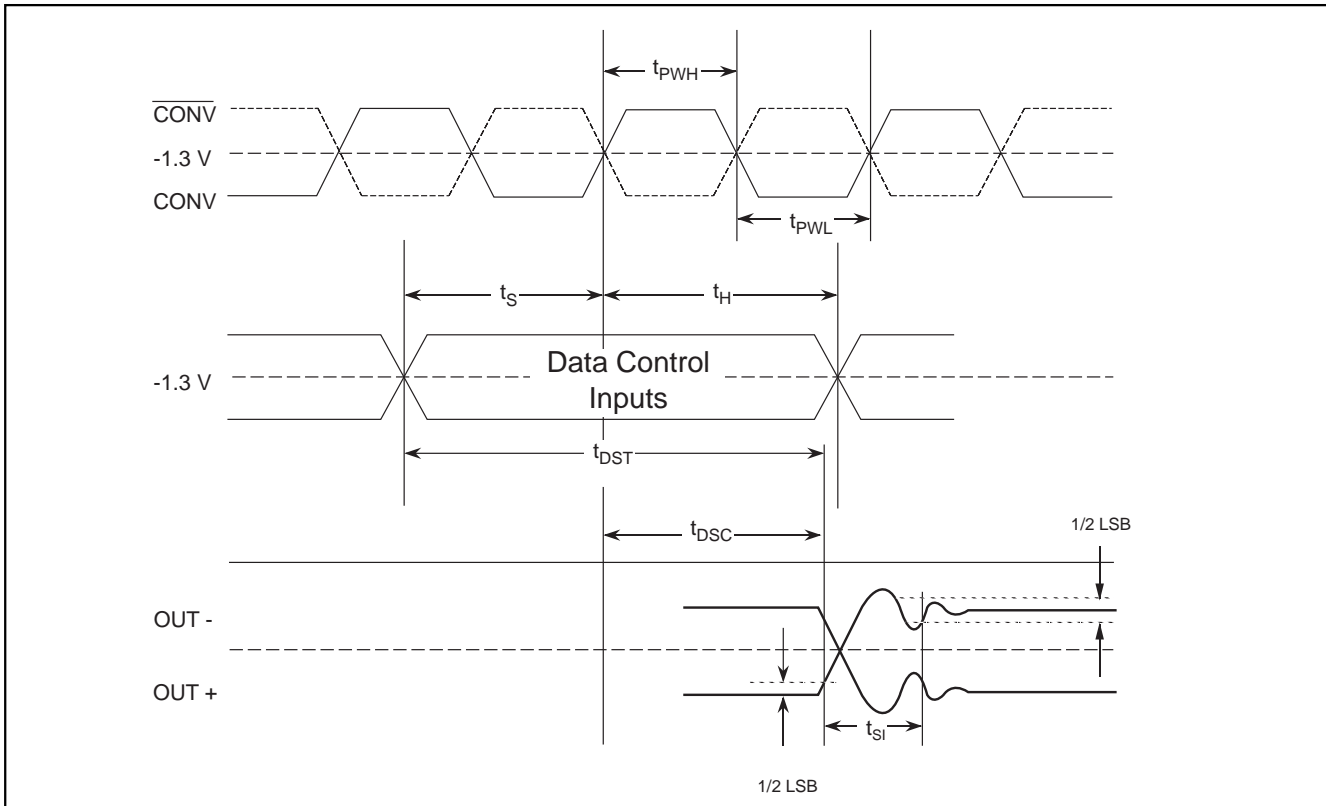 tPWH
CONV
-1.3 V
CONV
tPWL
tS
tH
Data Control
Inputs
-1.3 V
tDST
tDSC
1/2 LSB
OUT -
OUT +
tSI
1/2 LSB